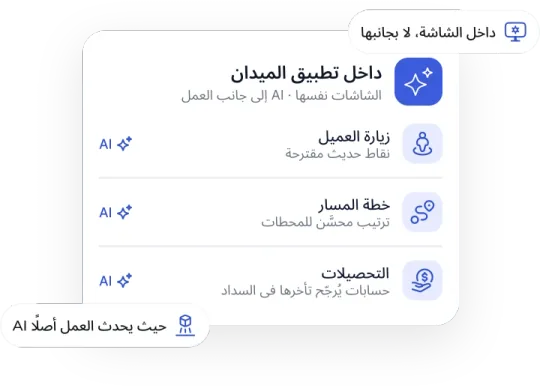 داخل الشاشة، لا بجانبها
داخل تطبيق الميدان
الشاشات نفسها · AI إلى جانب العمل
زيارة العميل
نقاط حديث مقترحة
AI
خطة المسار
ترتيب محسَّن للمحطات
AI
التحصيلات
حسابات يُرجَّح تأخرها في السداد
AI
حيث يحدث العمل أصلًا AI